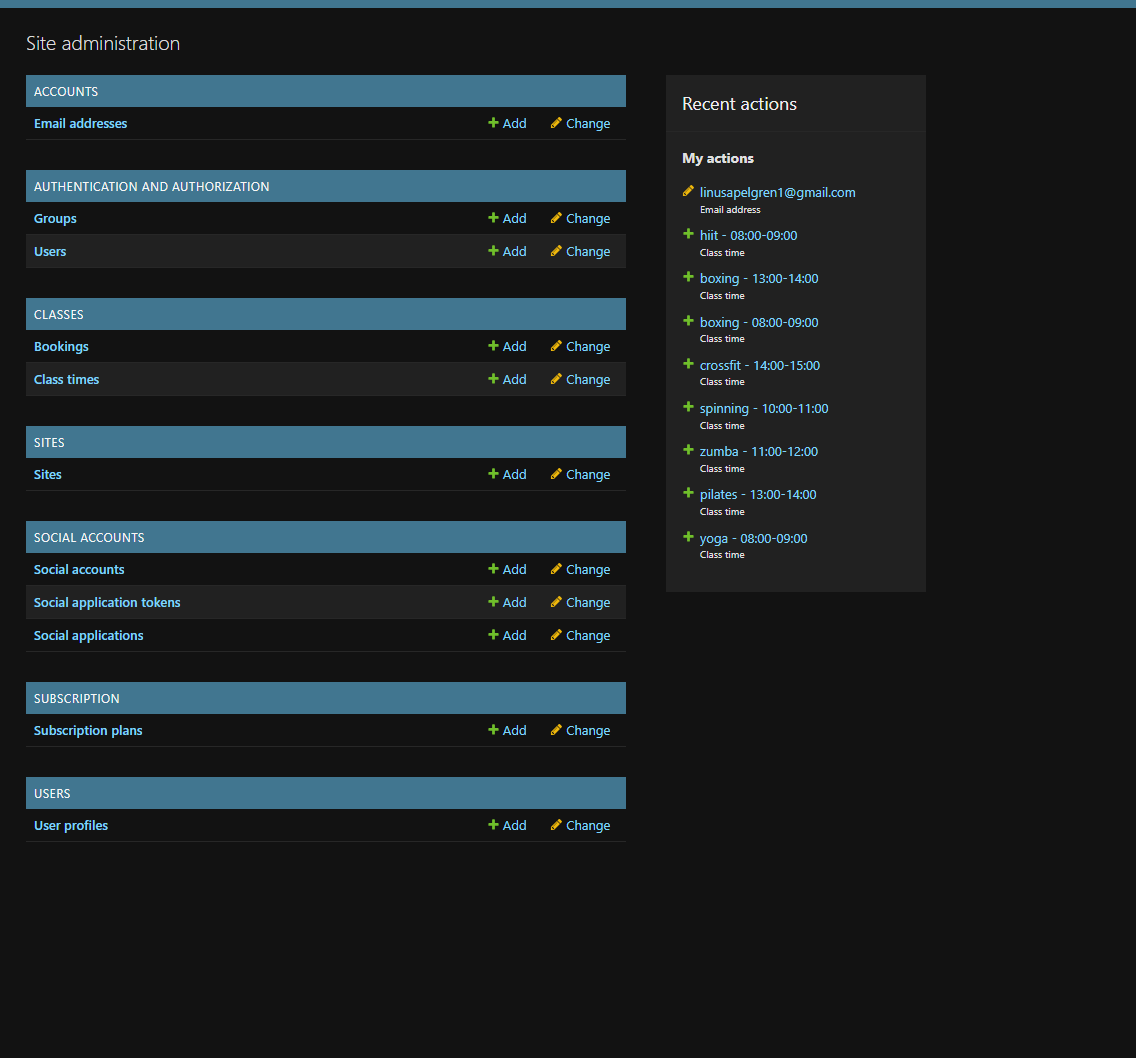 Site administration
ACCOUNTS
Email addresses Add Change
AUTHENTICATION AND AUTHORIZATION
Groups Add Change
Users Add Change
CLASSES
Bookings Add Change
Class times Add Change
SITES
Sites Add Change
SOCIAL ACCOUNTS
Social accounts Add Change
Social application tokens Add Change
Social applications Add Change
SUBSCRIPTION
Subscription plans Add Change
USERS
User profiles Add Change
Recent actions
My actions
linusapelgren1@gmail.com
Email address
hiit - 08:00-09:00
Class time
boxing - 13:00-14:00
Class time
boxing - 08:00-09:00
Class time
crossfit - 14:00-15:00
Class time
spinning - 10:00-11:00
Class time
zumba - 11:00-12:00
Class time
pilates - 13:00-14:00
Class time
yoga - 08:00-09:00
Class time